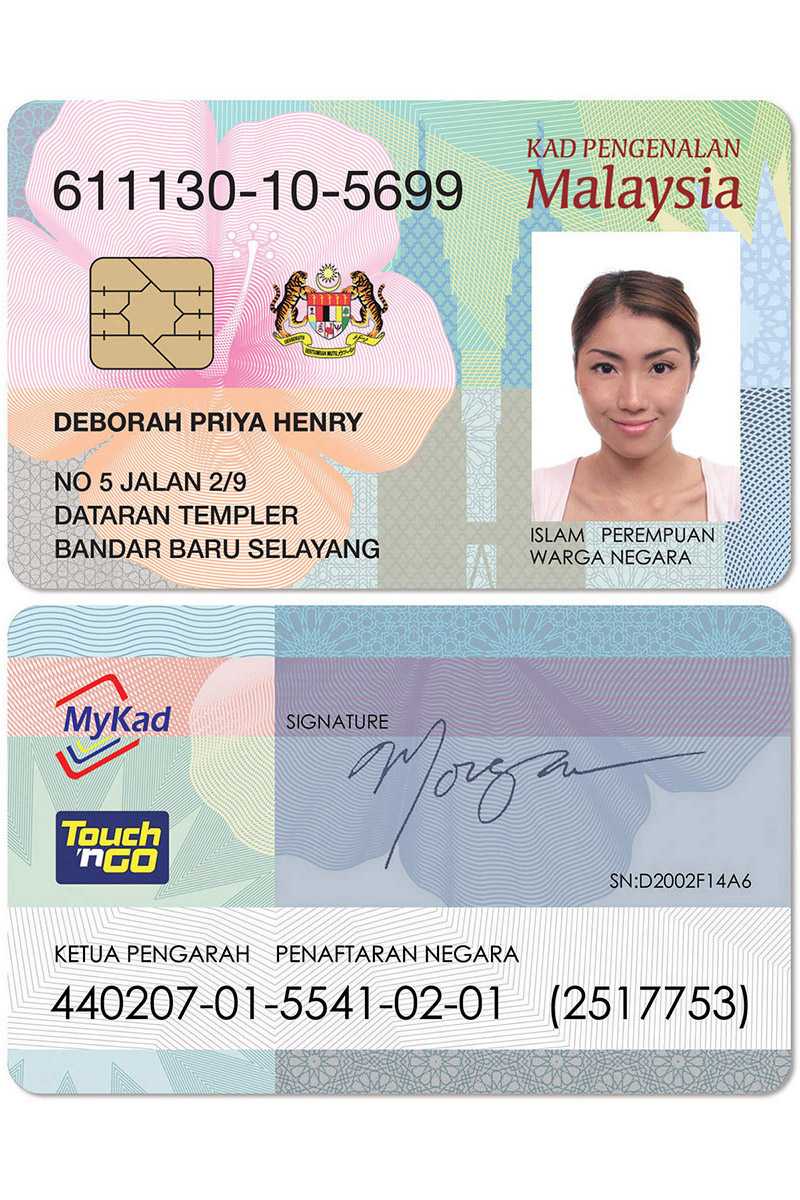 KAD PENGENALAN
Malaysia
611130-10-5699
DEBORAH PRIYA HENRY
NO 5 JALAN 2/9
DATARAN TEMPLER
BANDAR BARU SELAYANG
ISLAM PEREMPUAN
WARGA NEGARA
MyKad
SIGNATURE
Morgan
Touch
'nGO
SN:D2002F14A6
KETUA PENGARAH PENAFTARAN NEGARA
440207-01-5541-02-01 (2517753)